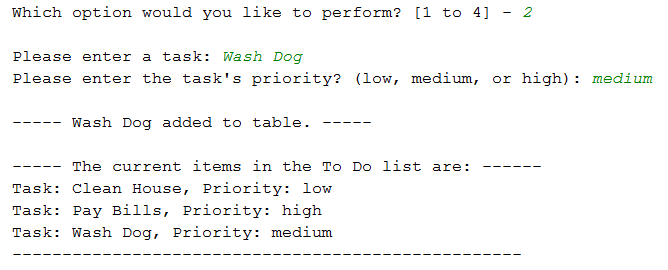 Which option would you like to perform? [1 to 4] - 2
Please enter a task: Wash Dog
Please enter the task's priority? (low, medium, or high): medium
----- Wash Dog added to table. -----
----- The current items in the To Do list are: ------
Task: Clean House, Priority: low
Task: Pay Bills, Priority: high
Task: Wash Dog, Priority: medium
---------------------------------------------------